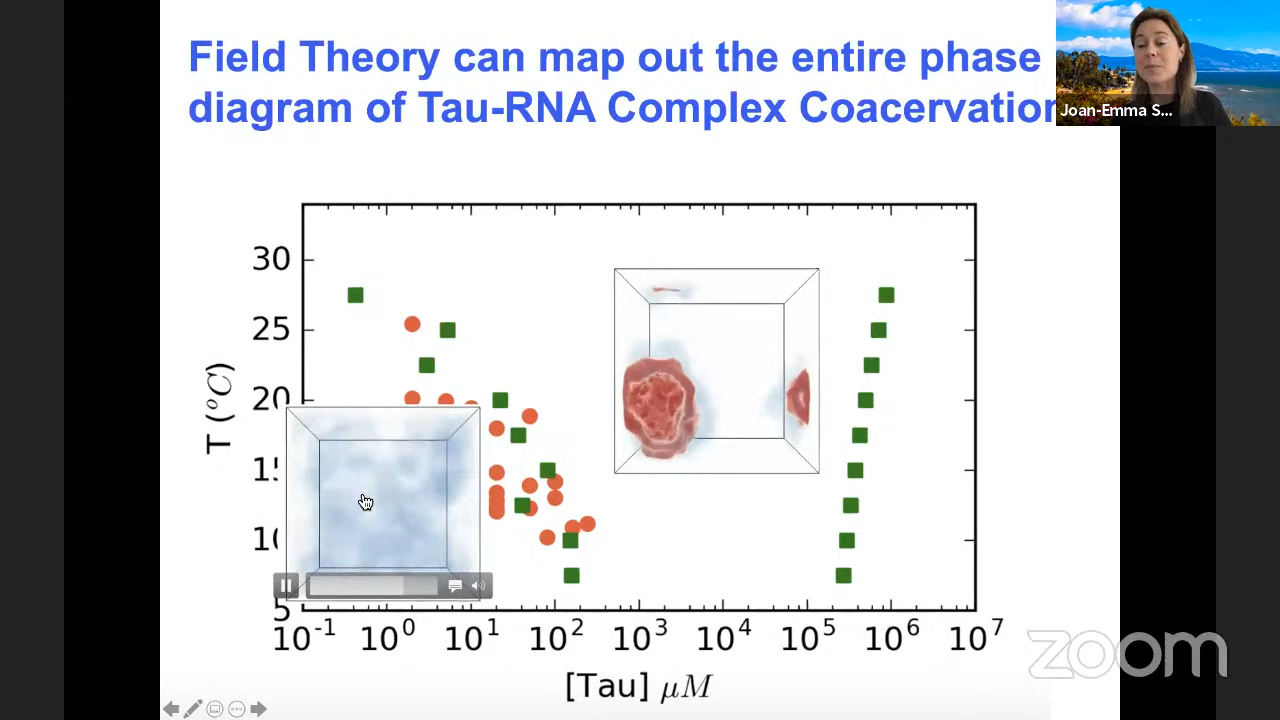 Field Theory can map out the entire phase
diagram of Tau-RNA Complex Coacervation
Joan-Emma S...
30
25
20
15
10
5
T (°C)
10⁻¹ 10⁰ 10¹ 10² 10³ 10⁴ 10⁵ 10⁶ 10⁷
[Tau] μM
zoom